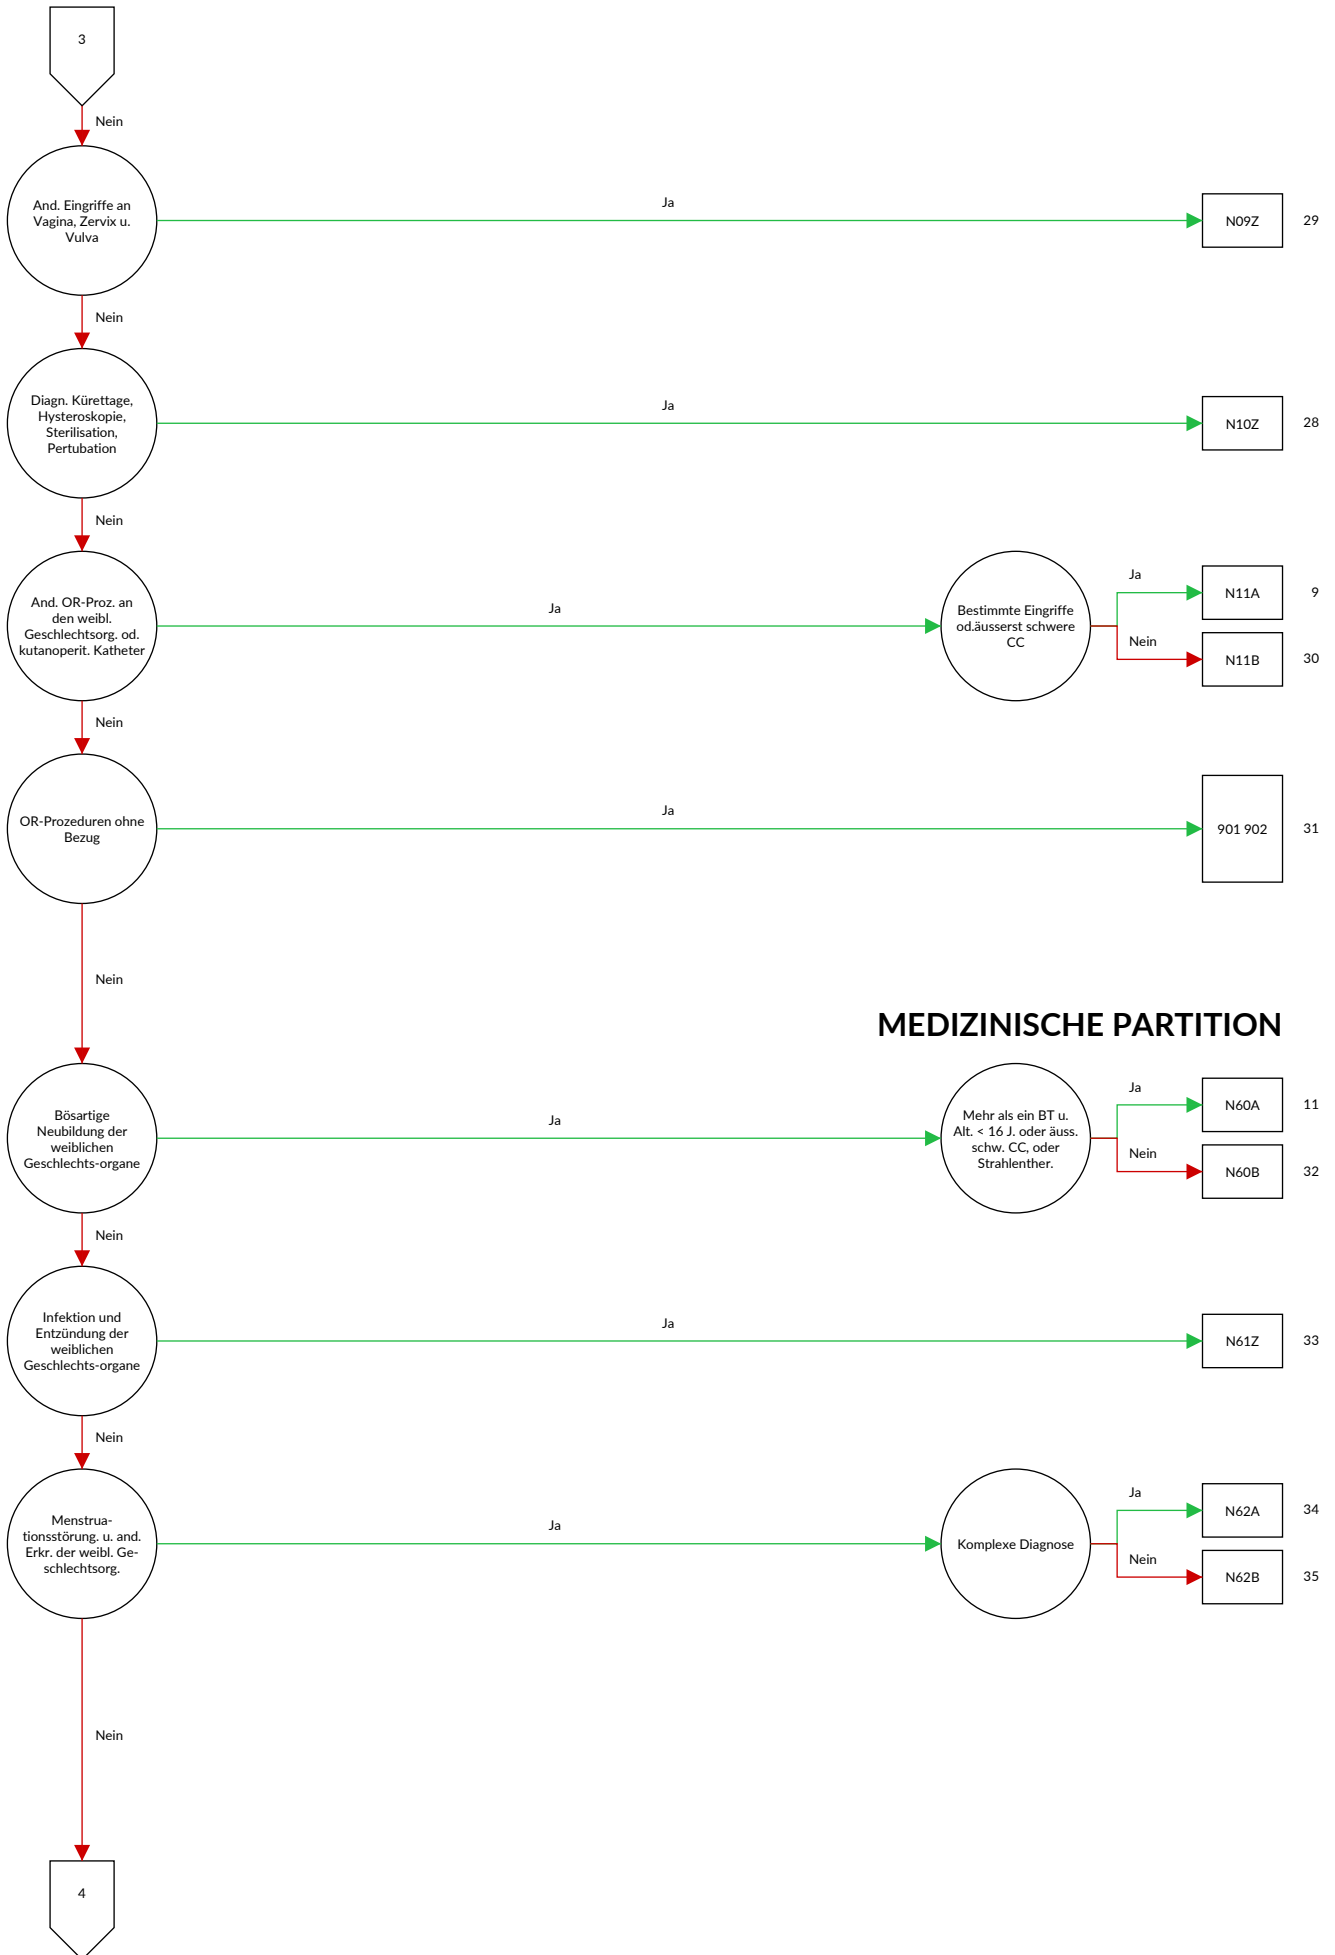 3
Nein
And. Eingriffe an
Vagina, Zervix u.
Vulva
Ja
N09Z
29
Nein
Diagn. Kürettage,
Hysteroskopie,
Sterilisation,
Pertubation
Ja
N10Z
28
Nein
And. OR-Proz. an
den weibl.
Geschlechtsorg. od.
kutanoperit. Katheter
Ja
Bestimmte Eingriffe
od.äusserst schwere
CC
Ja
N11A
9
Nein
N11B
30
Nein
OR-Prozeduren ohne
Bezug
Ja
901 902
31
Nein
MEDIZINISCHE PARTITION
Bösartige
Neubildung der
weiblichen
Geschlechts-organe
Ja
Mehr als ein BT u.
Alt. < 16 J. oder äuss.
schw. CC, oder
Strahlenther.
Ja
N60A
11
Nein
N60B
32
Nein
Infektion und
Entzündung der
weiblichen
Geschlechts-organe
Ja
N61Z
33
Nein
Menstrua-
tionsstörung. u. and.
Erkr. der weibl. Ge-
schlechtsorg.
Ja
Komplexe Diagnose
Ja
N62A
34
Nein
N62B
35
Nein
4